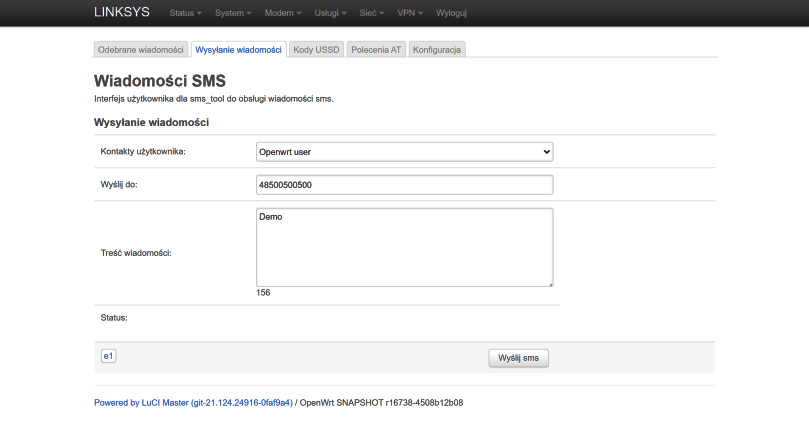 LINKSYS Status System Modem Usługi Sieć VPN Wyloguj
Odebrane wiadomości Wysyłanie wiadomości Kody USSD Polecenia AT Konfiguracja
Wiadomości SMS
Interfejs użytkownika dla sms_tool do obsługi wiadomości sms.
Wysyłanie wiadomości
Kontakty użytkownika: Openwrt user
Wyślij do: 48500500500
Treść wiadomości: Demo
156
Status:
e1 Wyślij sms
Powered by LuCI Master (git-21.124.24916-0faf9a4) / OpenWrt SNAPSHOT r16738-4508b12b08